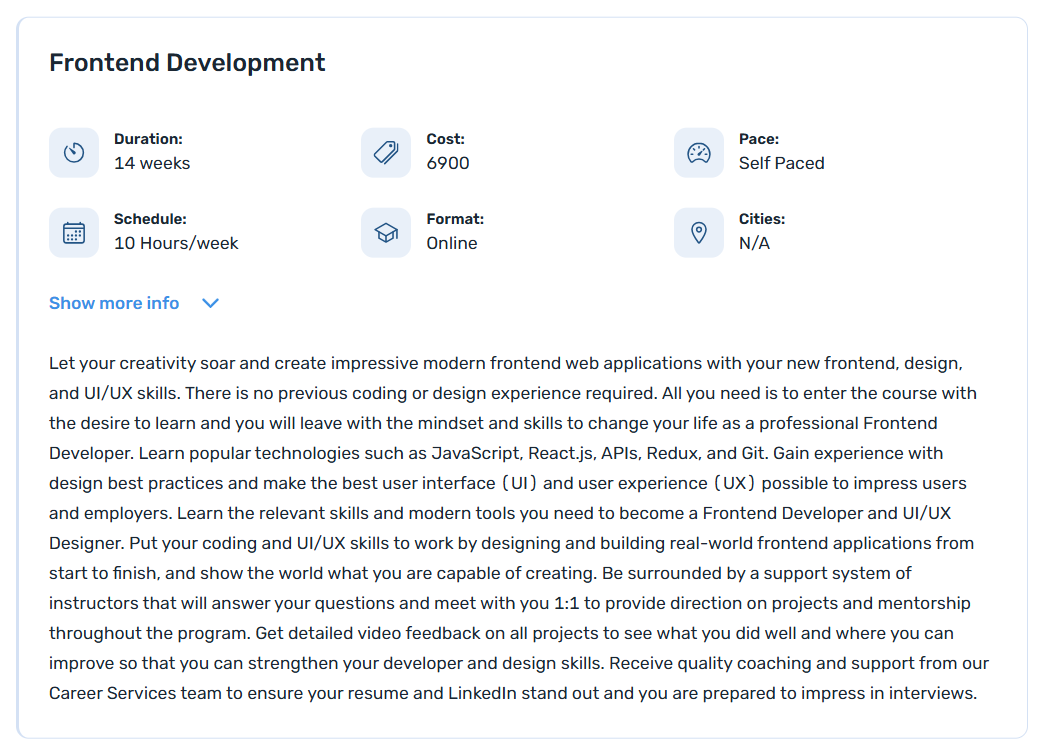 Frontend Development
Duration:
14 weeks
Cost:
6900
Pace:
Self Paced
Schedule:
10 Hours/week
Format:
Online
Cities:
N/A
Show more info
Let your creativity soar and create impressive modern frontend web applications with your new frontend, design,
and UI/UX skills. There is no previous coding or design experience required. All you need is to enter the course with
the desire to learn and you will leave with the mindset and skills to change your life as a professional Frontend
Developer. Learn popular technologies such as JavaScript, React.js, APIs, Redux, and Git. Gain experience with
design best practices and make the best user interface (UI) and user experience (UX) possible to impress users
and employers. Learn the relevant skills and modern tools you need to become a Frontend Developer and UI/UX
Designer. Put your coding and UI/UX skills to work by designing and building real-world frontend applications from
start to finish, and show the world what you are capable of creating. Be surrounded by a support system of
instructors that will answer your questions and meet with you 1:1 to provide direction on projects and mentorship
throughout the program. Get detailed video feedback on all projects to see what you did well and where you can
improve so that you can strengthen your developer and design skills. Receive quality coaching and support from our
Career Services team to ensure your resume and LinkedIn stand out and you are prepared to impress in interviews.